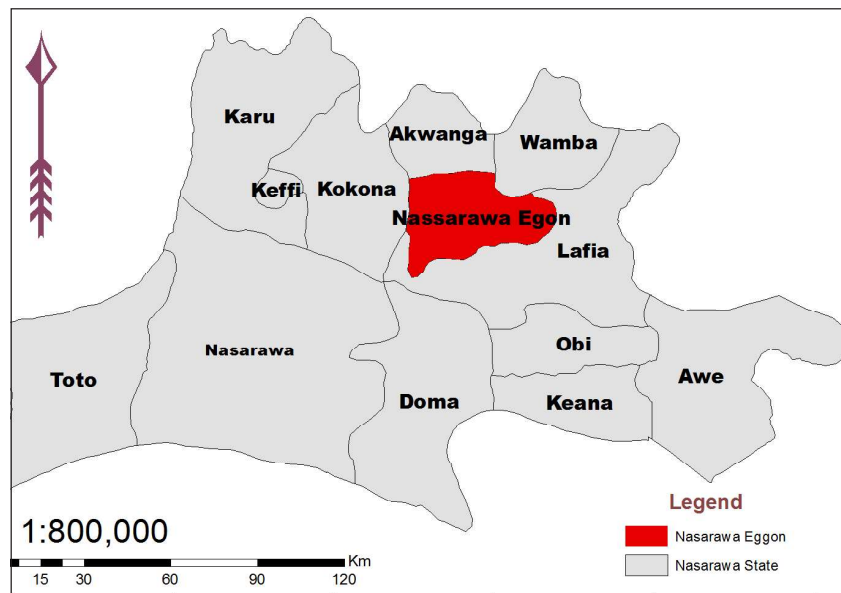 Karu
Akwanga
Wamba
Keffi
Kokona
Nassarawa Egon
Lafia
Nasarawa
Obi
Toto
Doma
Keana
Awe
Legend
Nasarawa Eggon
Nasarawa State
1:800,000
Km
15 30 60 90 120